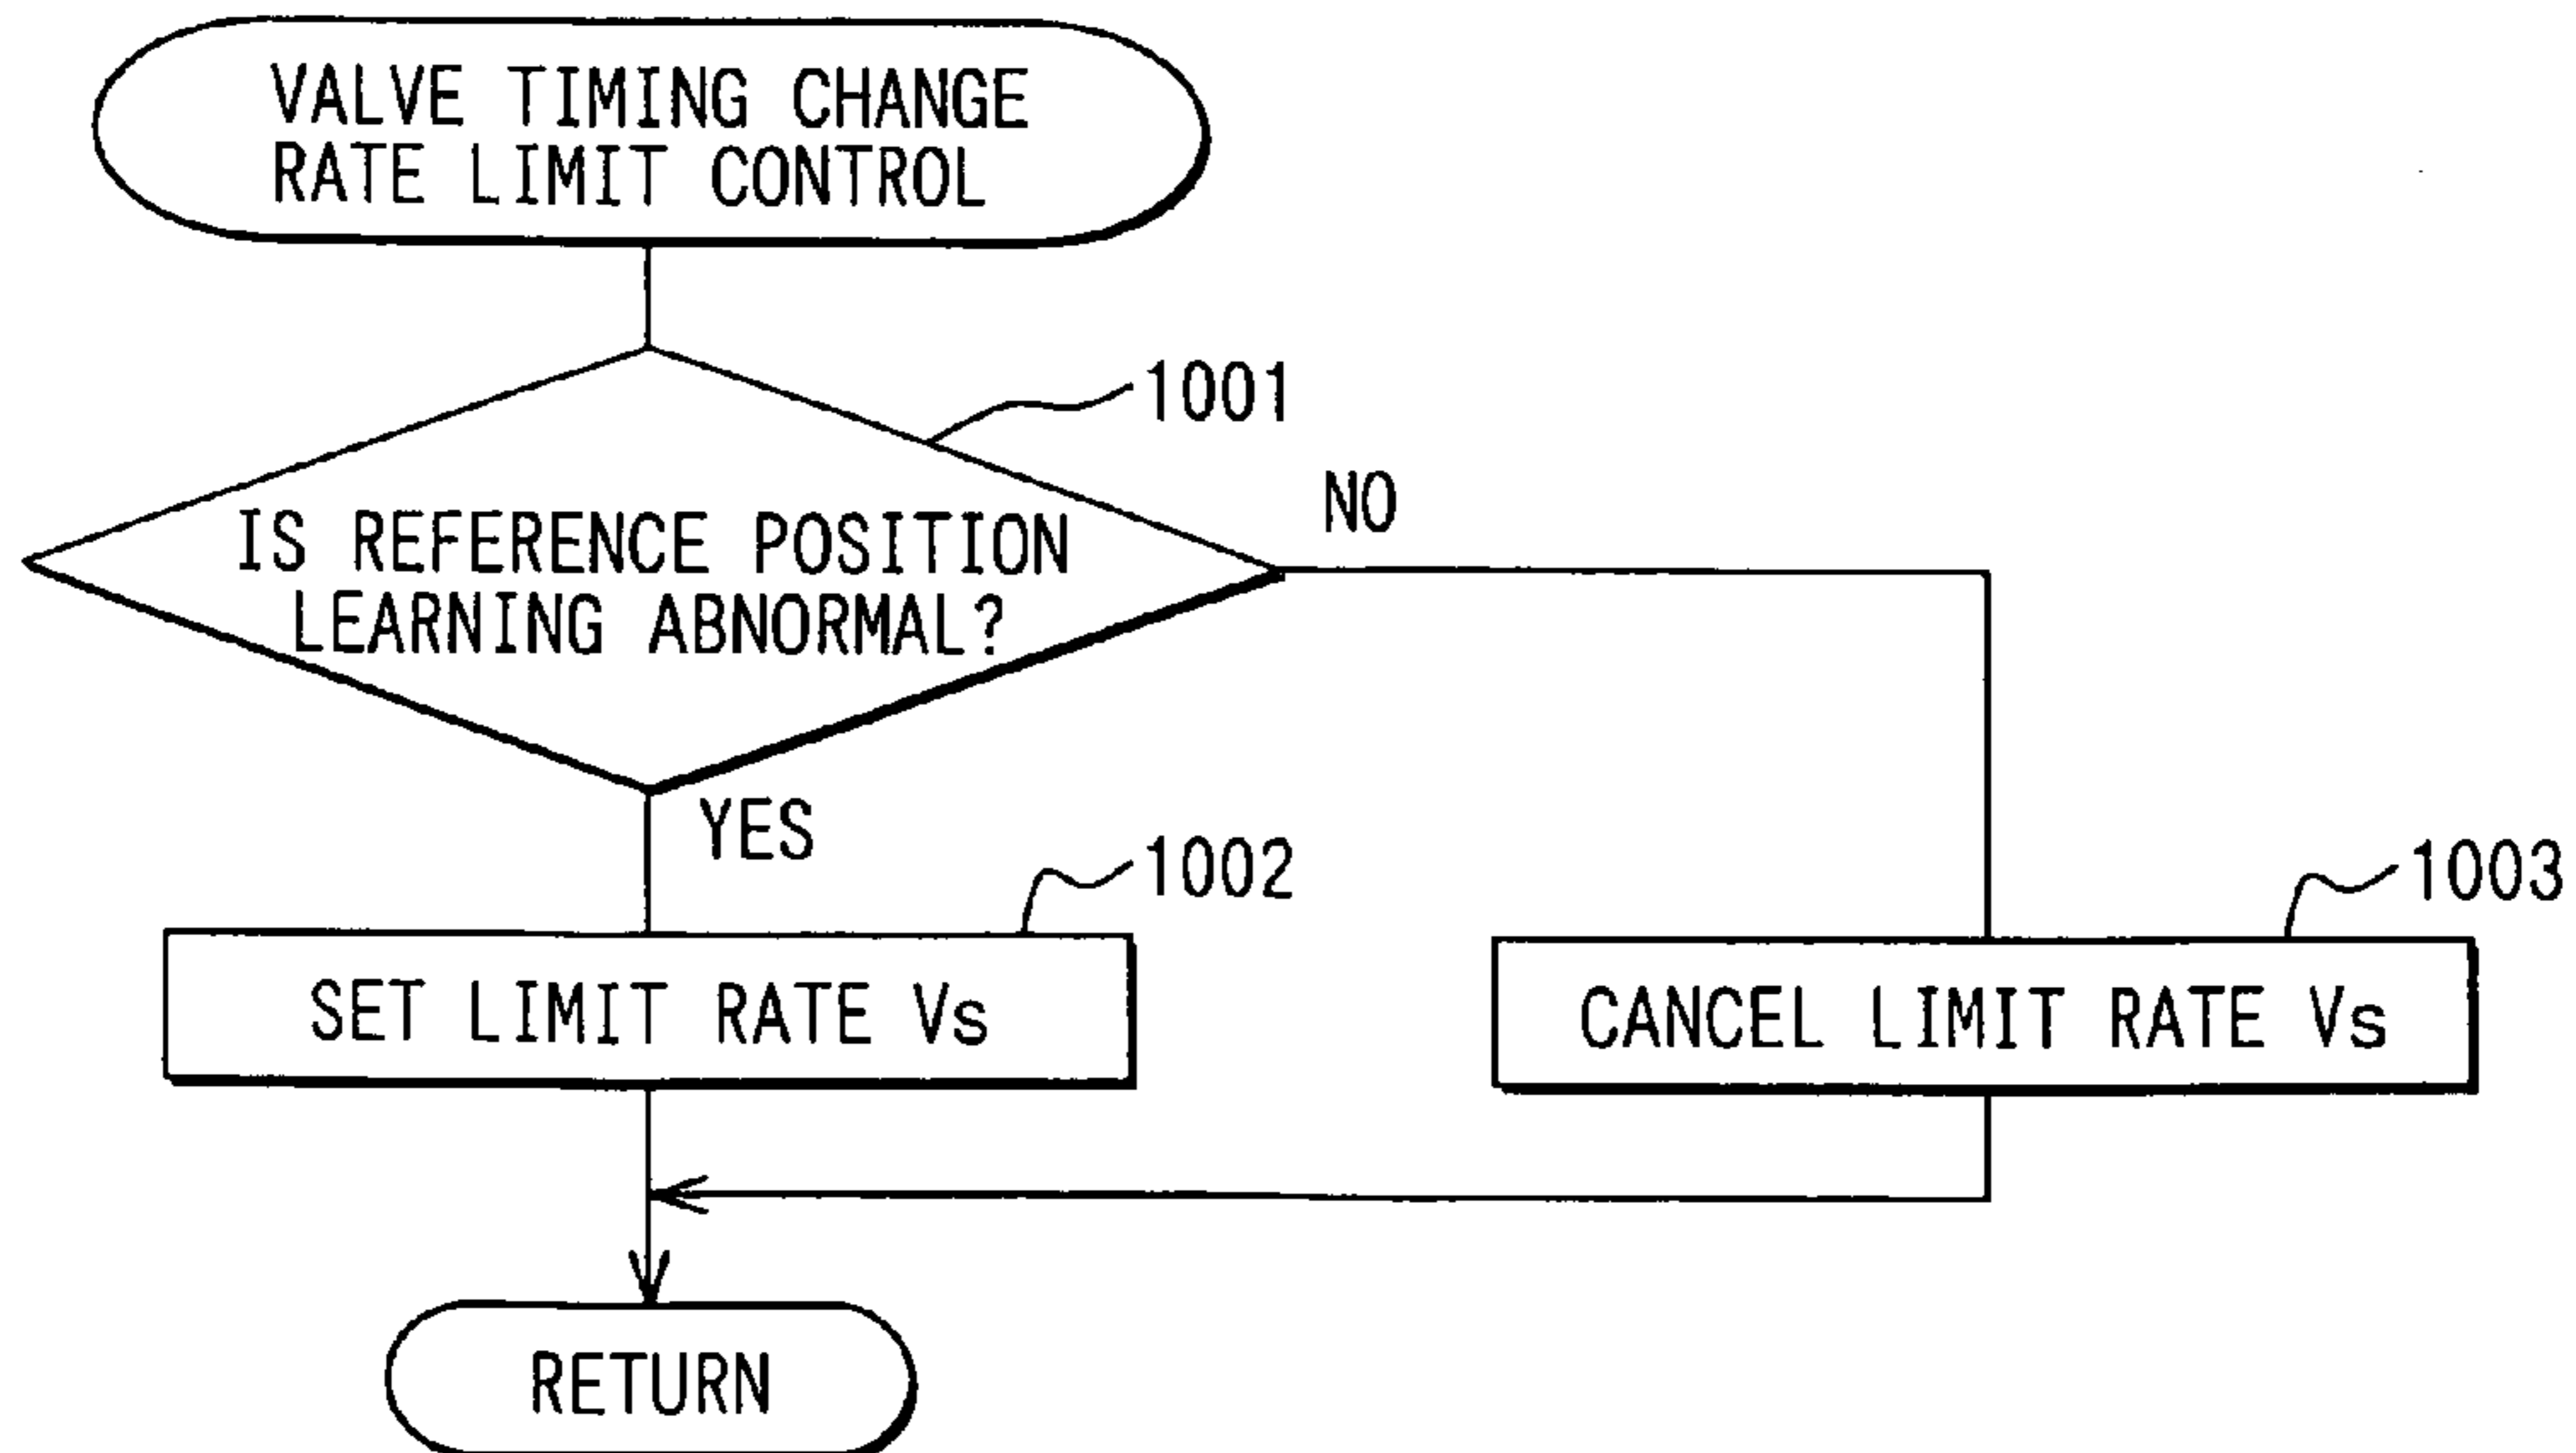 VALVE TIMING CHANGE
RATE LIMIT CONTROL
1001
NO
IS REFERENCE POSITION
LEARNING ABNORMAL?
YES
1002
1003
SET LIMIT RATE Vs
CANCEL LIMIT RATE Vs
RETURN